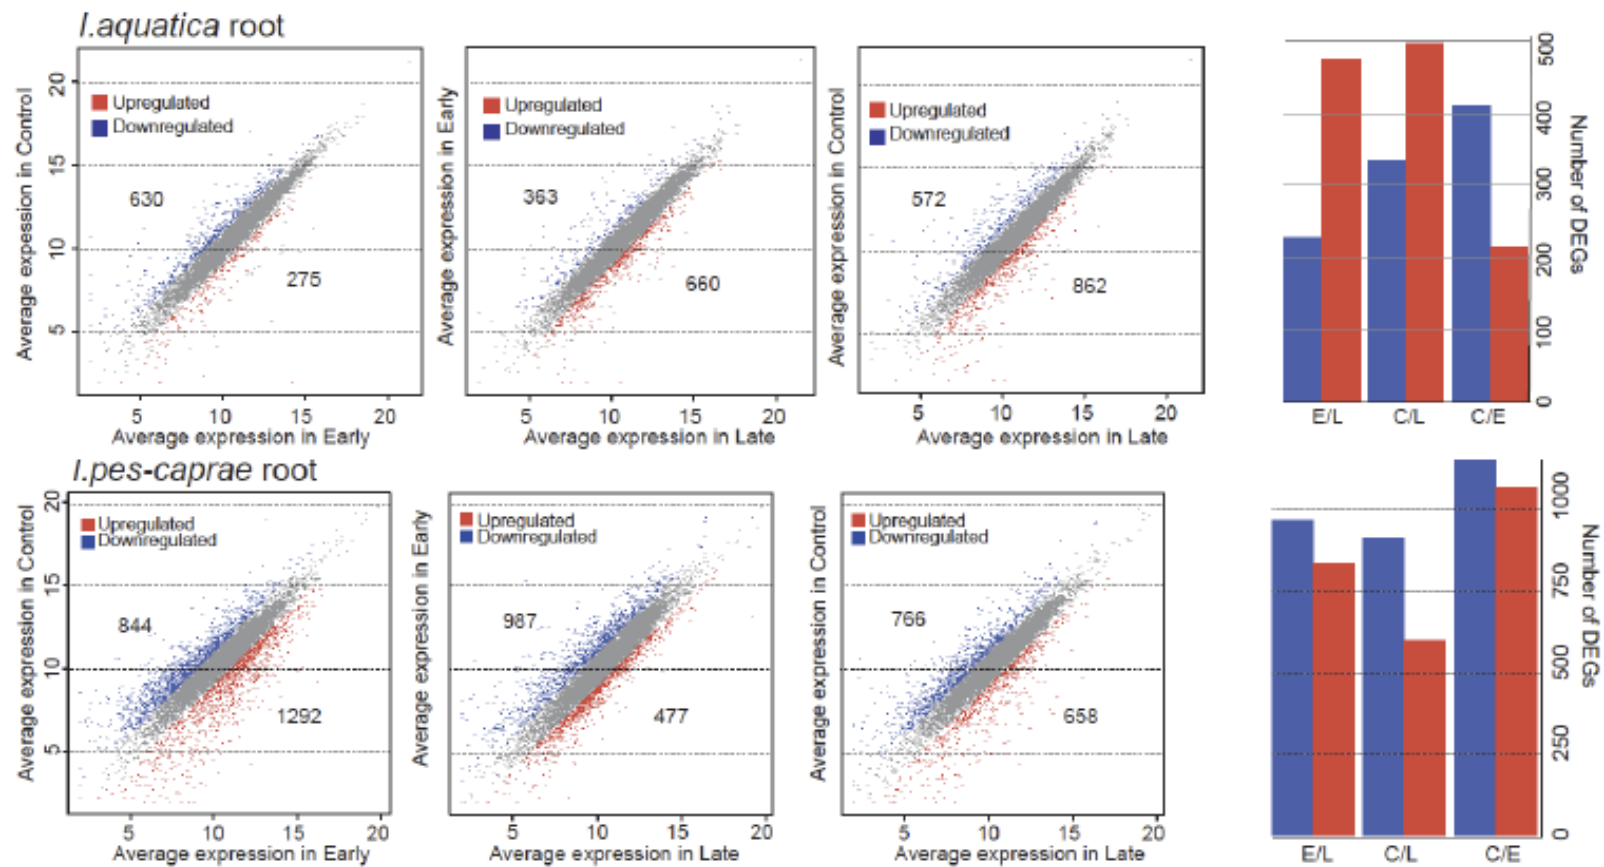 I.aquatica root
Average expession in Control
20
15
10
5
Upregulated
Downregulated
630
275
5 10 15 20
Average expression in Early
Average expression in Early
Upregulated
Downregulated
363
660
5 10 15 20
Average expression in Late
Average expression in Control
Upregulated
Downregulated
572
862
5 10 15 20
Average expression in Late
500
400
300
200
100
0
Number of DEGs
E/L C/L C/E
I.pes-caprae root
Average expression in Control
20
15
10
5
Upregulated
Downregulated
844
1292
5 10 15 20
Average expression in Early
Average expression in Early
Upregulated
Downregulated
987
477
5 10 15 20
Average expression in Late
Average expression in Control
Upregulated
Downregulated
766
658
5 10 15 20
Average expression in Late
1000
750
500
250
0
Number of DEGs
E/L C/L C/E